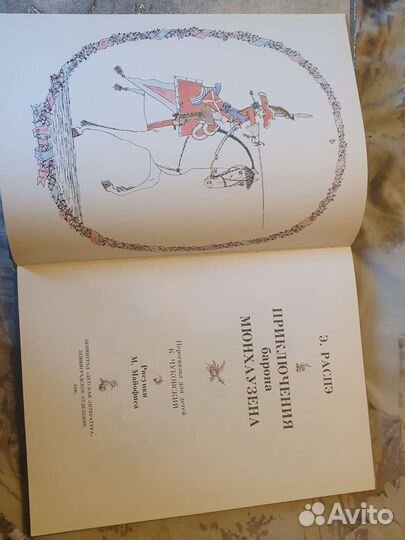 Э. РАСПЭ
ПРИКЛЮЧЕНИЯ
барона
МЮНХАУЗЕНА
Пересказал для детей
К. ЧУКОВСКИЙ
Рисунки
М. Майофиса
ЛЕНИНГРАД «ДЕТСКАЯ ЛИТЕРАТУРА»
ЛЕНИНГРАДСКОЕ ОТДЕЛЕНИЕ
Avito